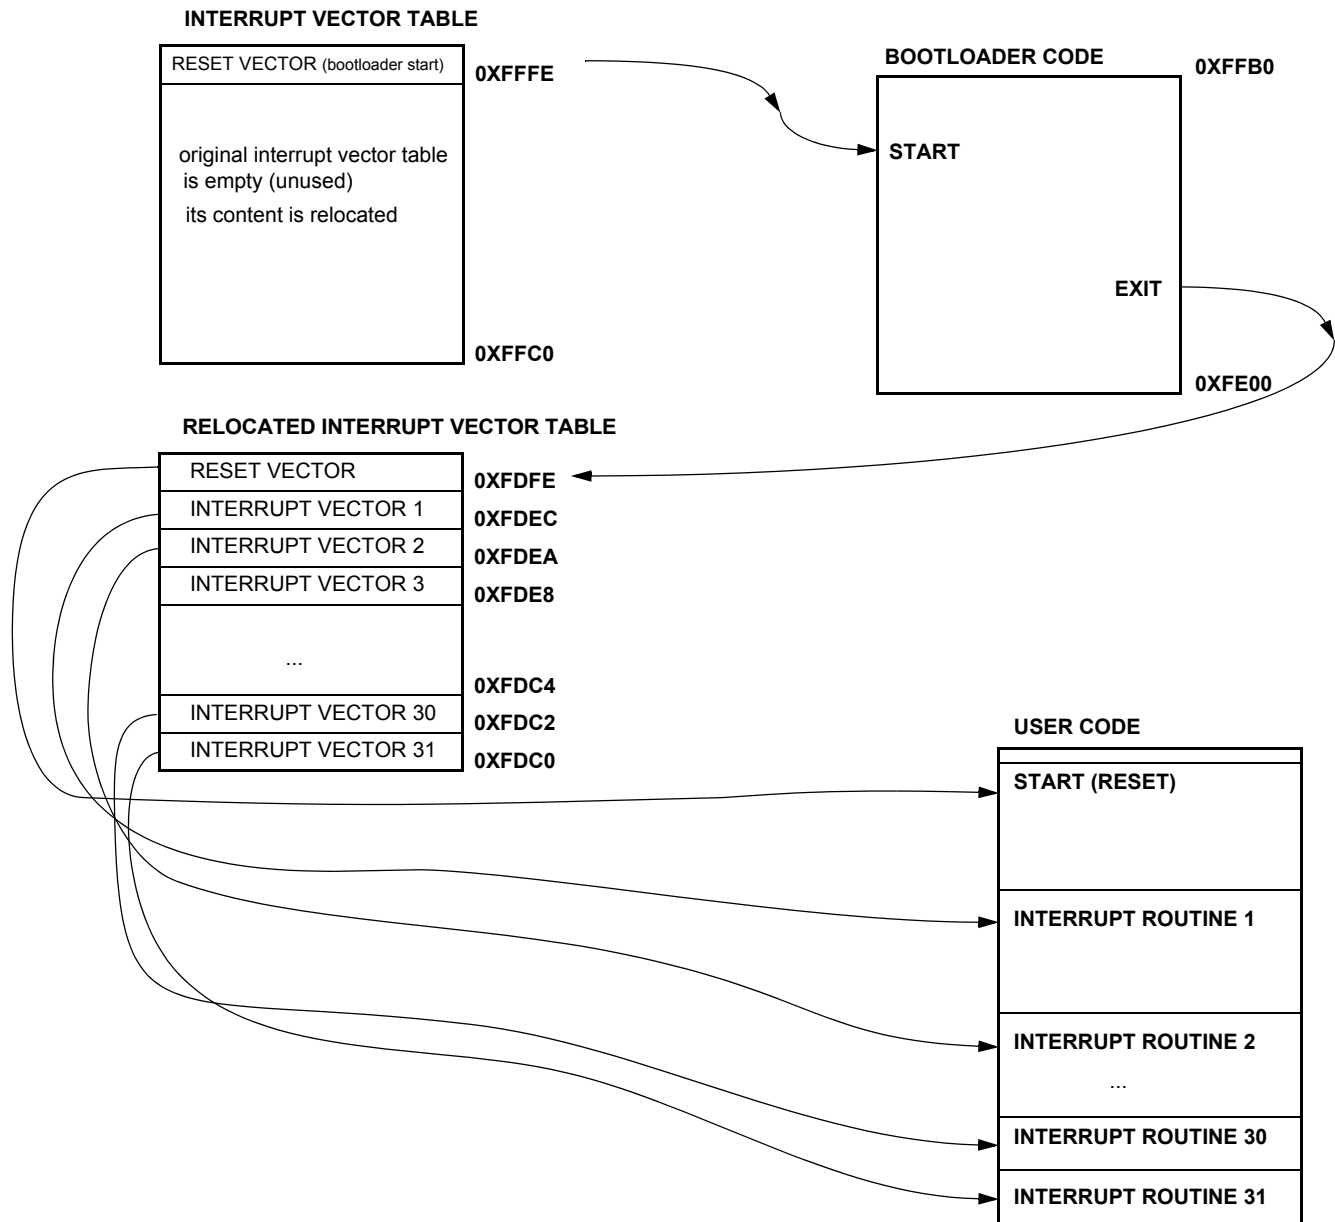 INTERRUPT VECTOR TABLE
RESET VECTOR (bootloader start)
0XFFFE
original interrupt vector table
is empty (unused)
its content is relocated
0XFFC0
BOOTLOADER CODE
0XFFB0
START
EXIT
0XFE00
RELOCATED INTERRUPT VECTOR TABLE
RESET VECTOR
0XFDFE
INTERRUPT VECTOR 1
0XFDEC
INTERRUPT VECTOR 2
0XFDEA
INTERRUPT VECTOR 3
0XFDE8
...
0XFDC4
INTERRUPT VECTOR 30
0XFDC2
INTERRUPT VECTOR 31
0XFDC0
USER CODE
START (RESET)
INTERRUPT ROUTINE 1
INTERRUPT ROUTINE 2
...
INTERRUPT ROUTINE 30
INTERRUPT ROUTINE 31